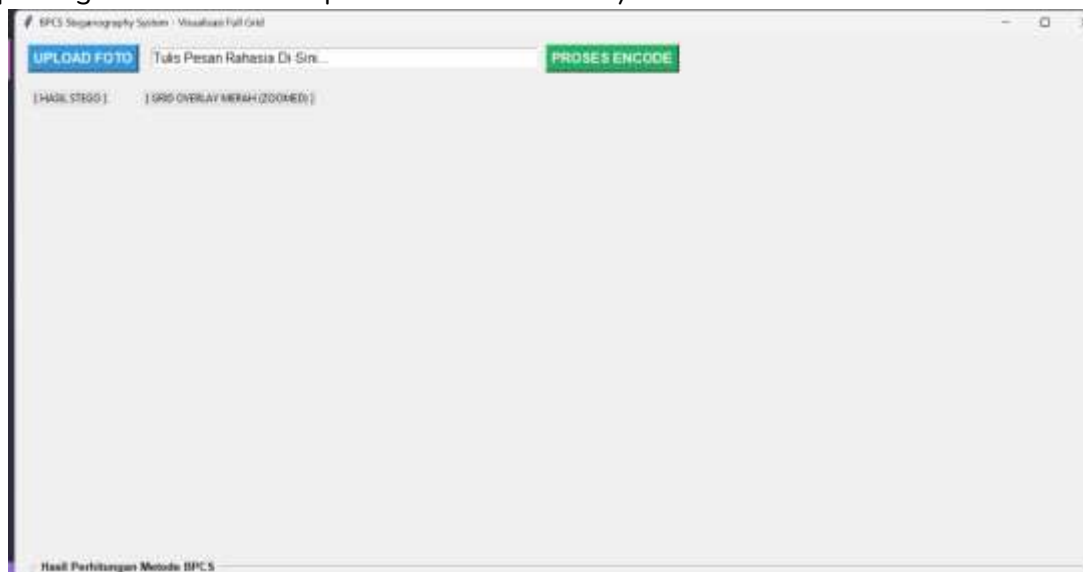 BPCS Steganography System - Visualisasi Full Grid
UPLOAD FOTO
Tulis Pesan Rahasia Di Sini...
PROSES ENCODE
[ HASIL STEGO ]
[ GRID OVERLAY MERAH (ZOOMED) ]
Hasil Perhitungan Metode BPCS